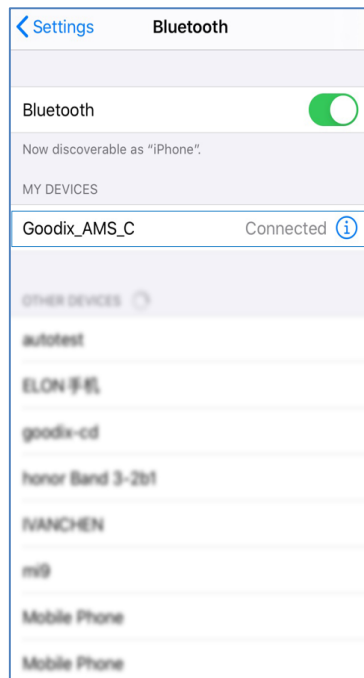 Settings Bluetooth
Bluetooth
Now discoverable as “iPhone”.
MY DEVICES
Goodix_AMS_C Connected
OTHER DEVICES
autotest
ELON手机
goodix-cd
honor Band 3-2b1
IVANCHEN
mi9
Mobile Phone
Mobile Phone